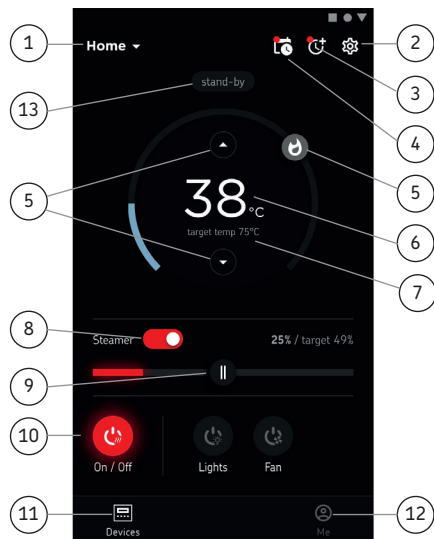 1
Home
2
3
4
13
stand-by
5
5
38 °C
6
target temp 75°C
7
8
Steamer
25% / target 49%
9
10
On / Off
Lights
Fan
11
12
Devices
Me